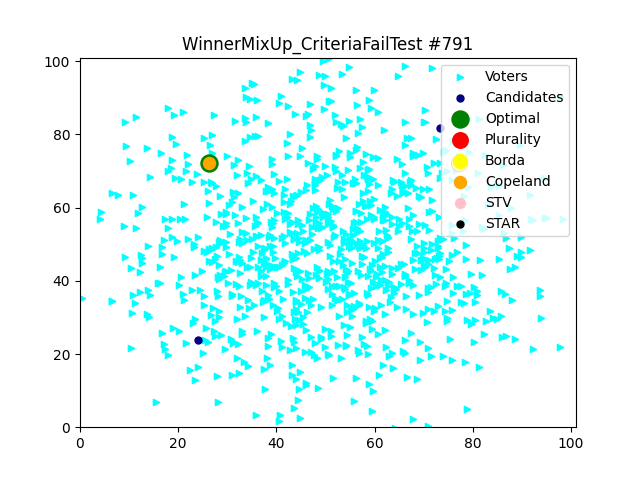 WinnerMixUp_CriteriaFailTest #791
100
80
60
40
20
0
0
20
40
60
80
100
Voters
Candidates
Optimal
Plurality
Borda
Copeland
STV
STAR